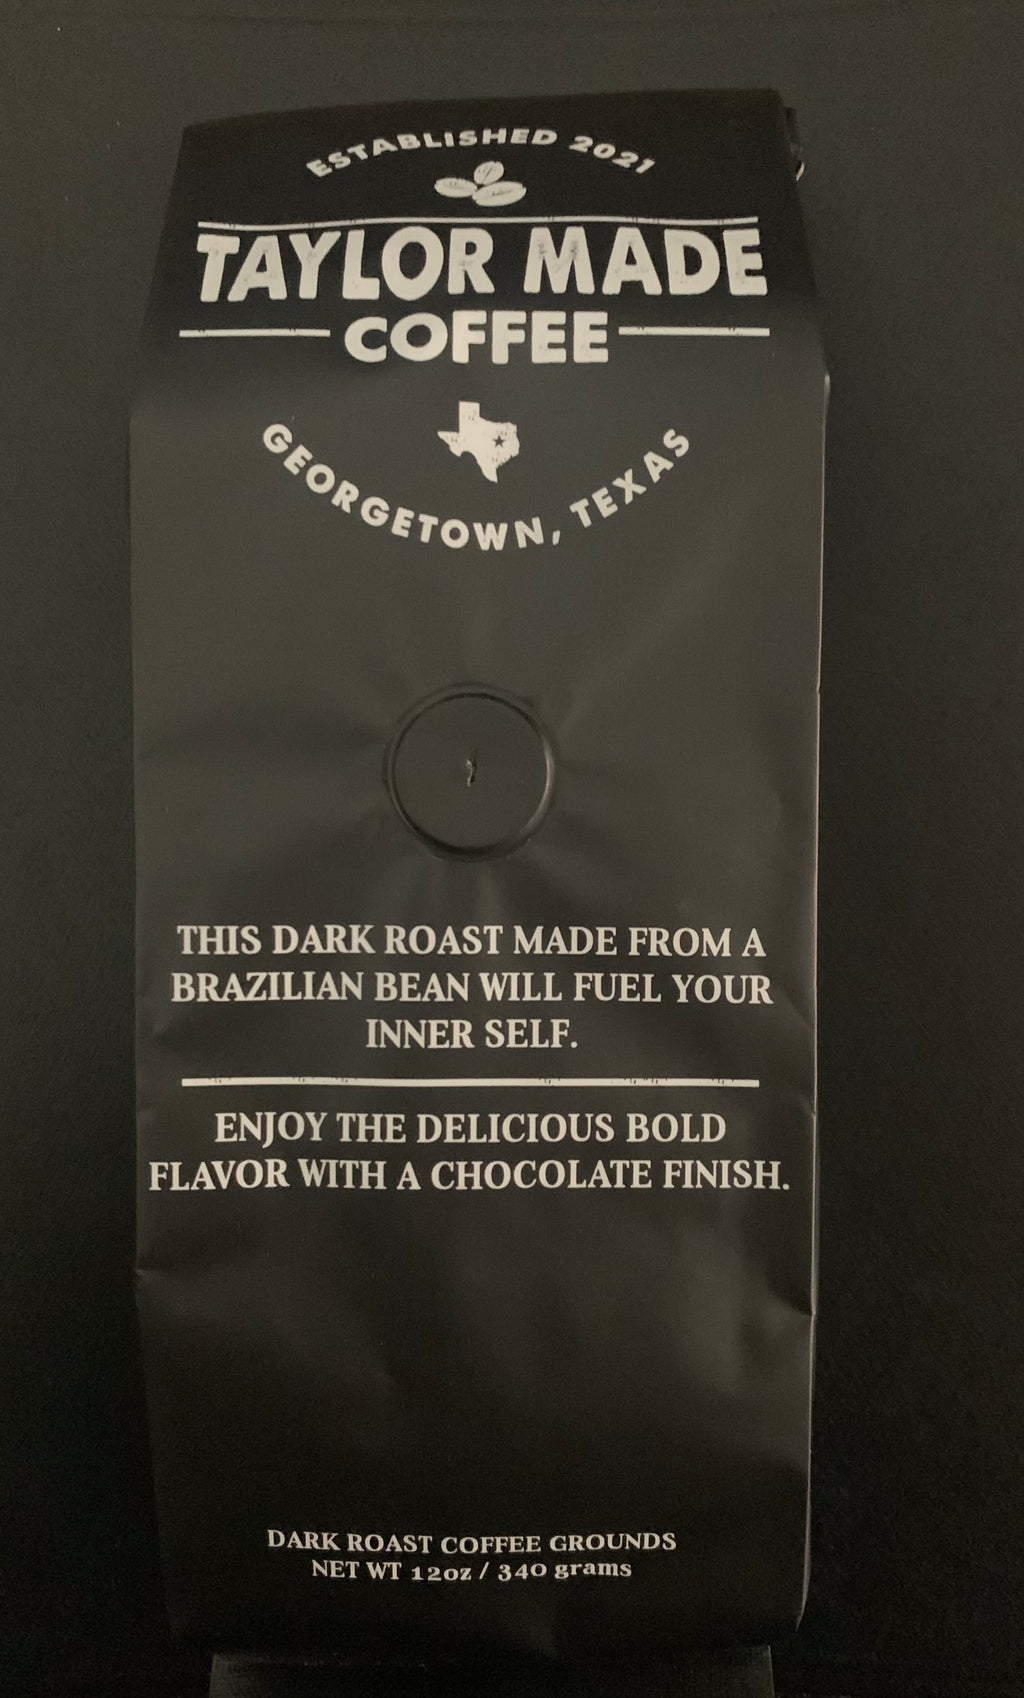 ESTABLISHED 2021
TAYLOR MADE
COFFEE
GEORGETOWN, TEXAS
THIS DARK ROAST MADE FROM A
BRAZILIAN BEAN WILL FUEL YOUR
INNER SELF.
ENJOY THE DELICIOUS BOLD
FLAVOR WITH A CHOCOLATE FINISH.
DARK ROAST COFFEE GROUNDS
NET WT 12oz / 340 grams